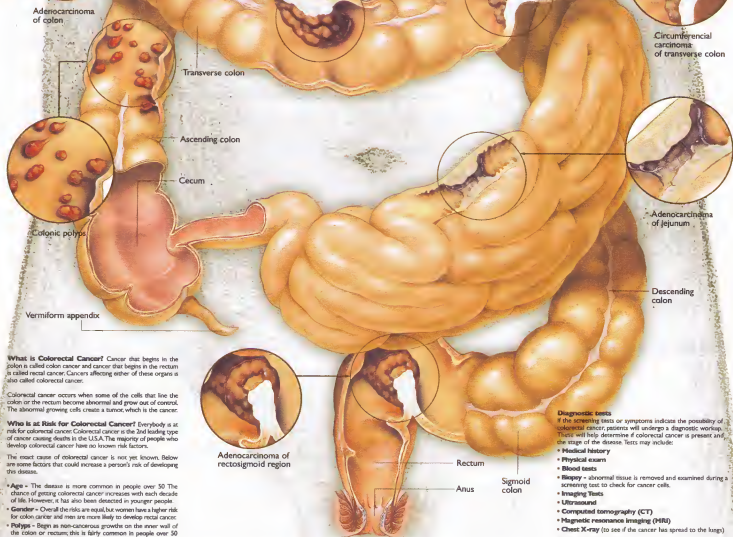 Adenocarcinoma
of colon
Circumferencial
carcinoma
of transverse colon
Transverse colon
Ascending colon
Cecum
Colonic polyps
Adenocarcinoma
of jejunum
Vermiform appendix
Descending
colon
What is Colorectal Cancer? Cancer that begins in the
colon is called colon cancer and cancer that begins in the rectum
is called rectal cancer. Cancers affecting either of these organs is
also called colorectal cancer.
Colorectal cancer occurs when some of the cells that line the
colon or the rectum become abnormal and grow out of control.
The abnormal growing cells create a tumor, which is the cancer.
Who is at Risk for Colorectal Cancer? Everybody is at
risk for colorectal cancer. Colorectal cancer is the 2nd leading type
of cancer causing deaths in the U.S.A. The majority of people who
develop colorectal cancer have no known risk factors.
The exact cause of colorectal is not yet known. Below
are some factors that could increase a person's risk of developing
this disease.
• Age - The disease is more common in people over 50 The
chance of getting colorectal cancer increases with each decade
of life. However, it has also been detected in younger people.
• Gender - Overall the risks are equal, but women have a higher risk
for colon cancer and men are more likely to develop rectal cancer.
• Polyps - Begin as non-cancerous growths on the inner wall of
the colon or rectum; this is fairly common in people over 50
Adenocarcinoma of
rectosigmoid region
Rectum
Anus
Sigmoid
colon
Diagnostic tests
If the screening tests or symptoms indicate the possibility of
colorectal cancer, patients will undergo a diagnostic workup.
These will help determine if colorectal cancer is present and
the stage of the disease. Tests may include:
• Medical history
• Physical exam
• Blood tests
• Biopsy - abnormal tissue is removed and examined during a
screening test to check for cancer cells.
• Imaging Tests
• Ultrasound
• Computed tomography (CT)
• Magnetic resonance imaging (MRI)
• Chest X-ray (to see if the cancer has spread to the lungs)